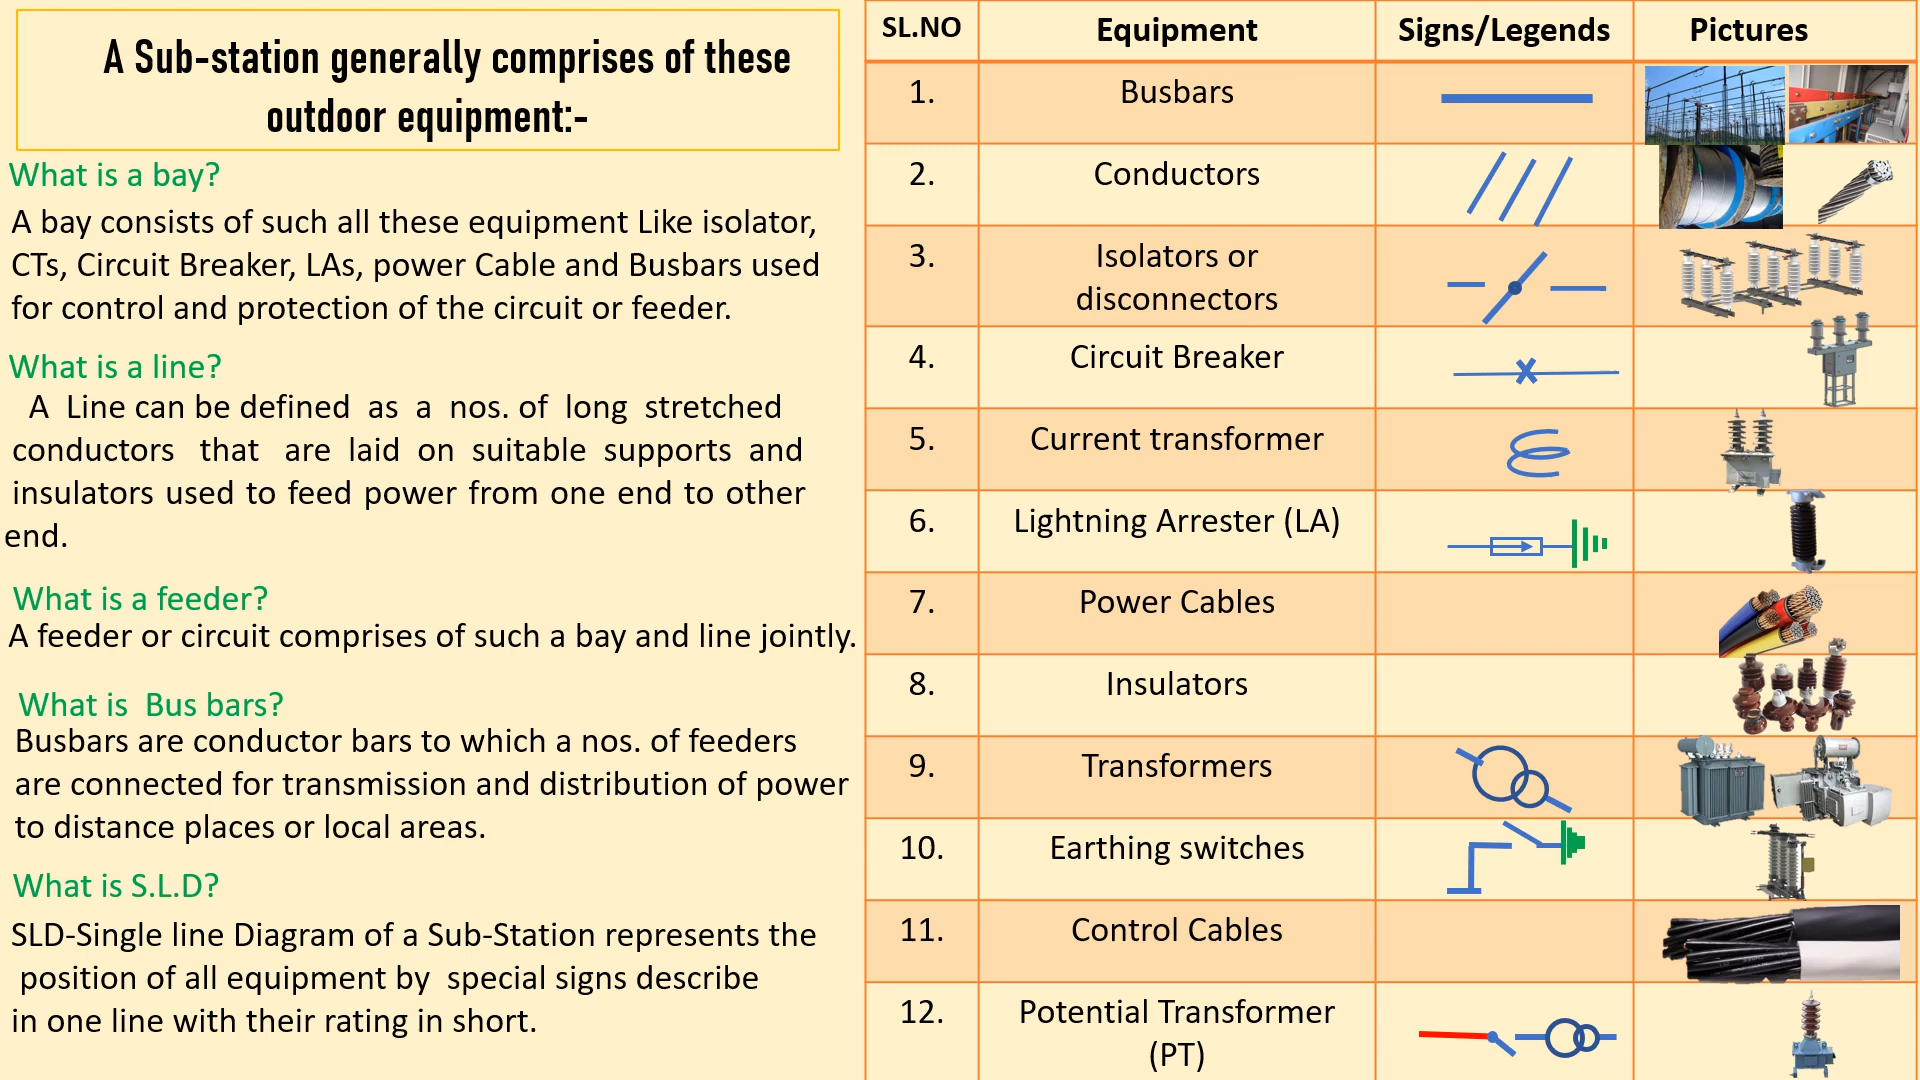 A Sub-station generally comprises of these
outdoor equipment:-
What is a bay?
A bay consists of such all these equipment Like isolator,
CTs, Circuit Breaker, LAs, power Cable and Busbars used
for control and protection of the circuit or feeder.
What is a line?
A Line can be defined as a nos. of long stretched
conductors that are laid on suitable supports and
insulators used to feed power from one end to other
end.
What is a feeder?
A feeder or circuit comprises of such a bay and line jointly.
What is Bus bars?
Busbars are conductor bars to which a nos. of feeders
are connected for transmission and distribution of power
to distance places or local areas.
What is S.L.D?
SLD-Single line Diagram of a Sub-Station represents the
position of all equipment by special signs describe
in one line with their rating in short.
SL.NO Equipment Signs/Legends Pictures
1. Busbars
2. Conductors
3. Isolators or
disconnectors
4. Circuit Breaker
5. Current transformer
6. Lightning Arrester (LA)
7. Power Cables
8. Insulators
9. Transformers
10. Earthing switches
11. Control Cables
12. Potential Transformer
(PT)